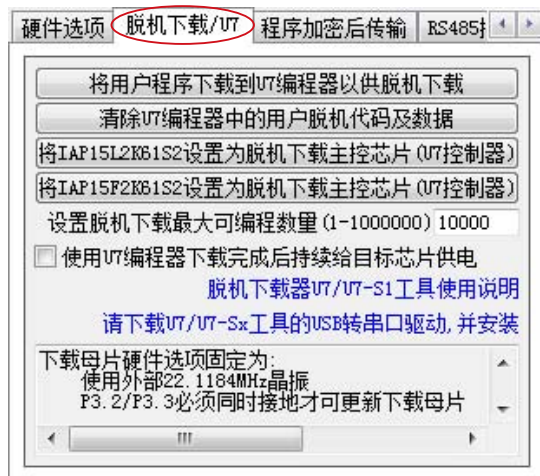 硬件选项 脱机下载/U7 程序加密后传输 RS485
将用户程序下载到U7编程器以供脱机下载
清除U7编程器中的用户脱机代码及数据
将IAP15L2K61S2设置为脱机下载主控芯片(U7控制器)
将IAP15F2K61S2设置为脱机下载主控芯片(U7控制器)
设置脱机下载最大可编程数量(1-1000000) 10000
使用U7编程器下载完成后持续给目标芯片供电
脱机下载器U7/U7-S1工具使用说明
请下载U7/U7-Sx工具的USB转串口驱动,并安装
下载母片硬件选项固定为:
使用外部22.1184MHz晶振
P3.2/P3.3必须同时接地才可更新下载母片